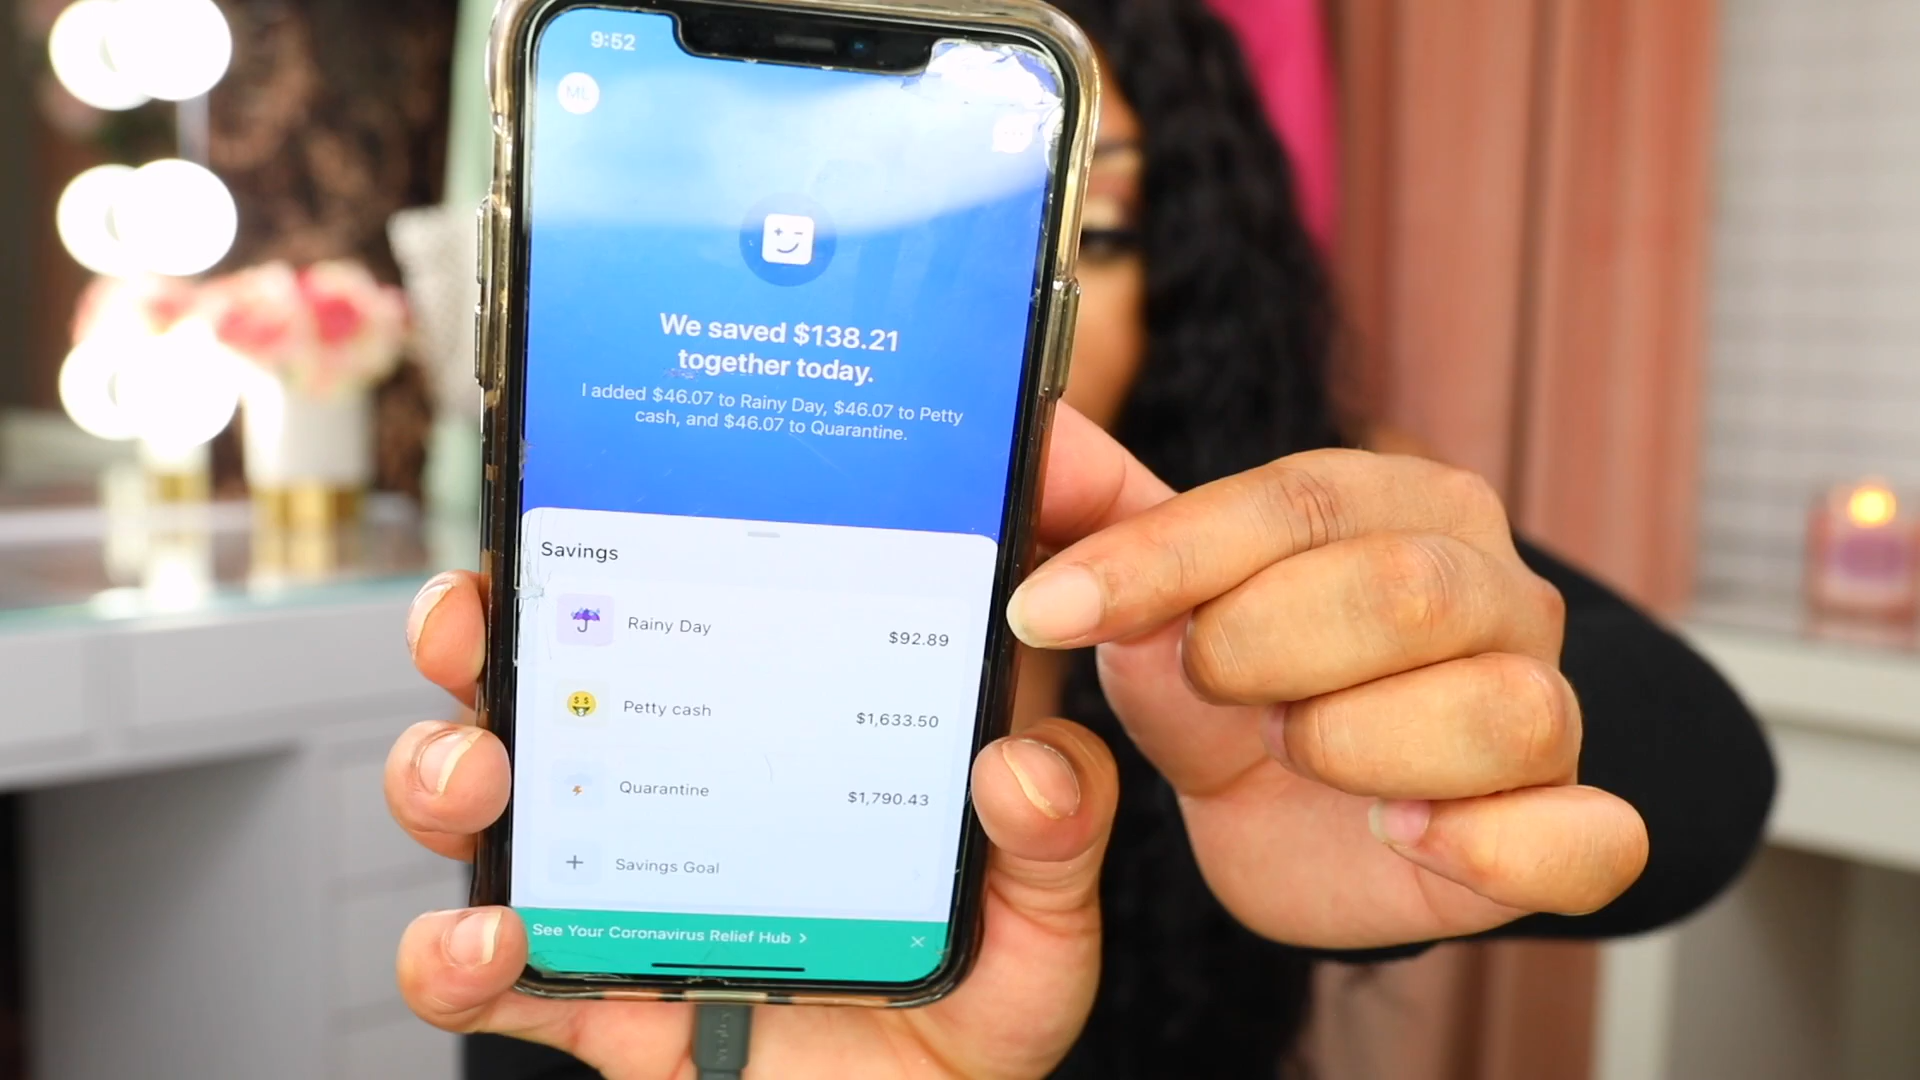 9:52
ML
We saved $138.21
together today.
I added $46.07 to Rainy Day, $46.07 to Petty
cash, and $46.07 to Quarantine.
Savings
Rainy Day $92.89
Petty cash $1,633.50
Quarantine $1,790.43
+ Savings Goal
See Your Coronavirus Relief Hub >